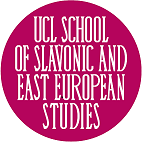 UCL SCHOOL
OF SLAVONIC AND
EAST EUROPEAN
STUDIES